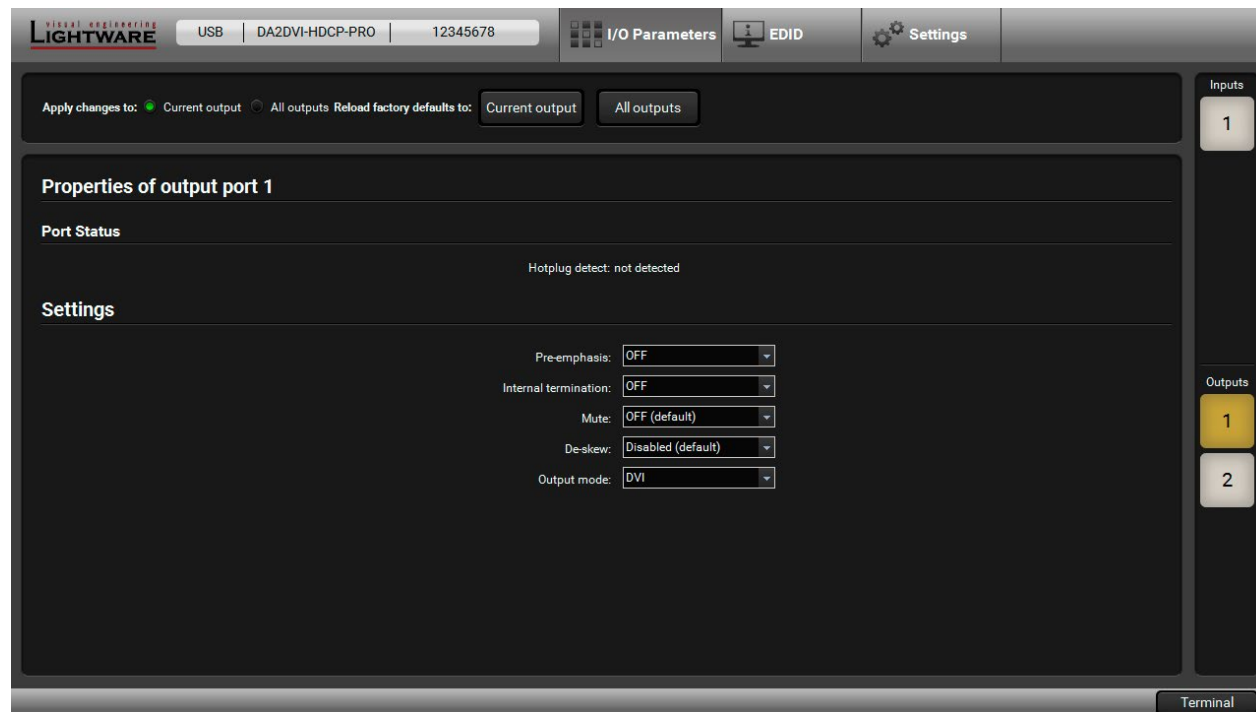 visual engineering
LIGHTWARE
USB
DA2DVI-HDCP-PRO
12345678
I/O Parameters
EDID
Settings
Apply changes to:
Current output
All outputs
Reload factory defaults to:
Current output
All outputs
Inputs
1
Properties of output port 1
Port Status
Hotplug detect: not detected
Settings
Pre-emphasis: OFF
Internal termination: OFF
Mute: OFF (default)
De-skew: Disabled (default)
Output mode: DVI
Outputs
1
2
Terminal